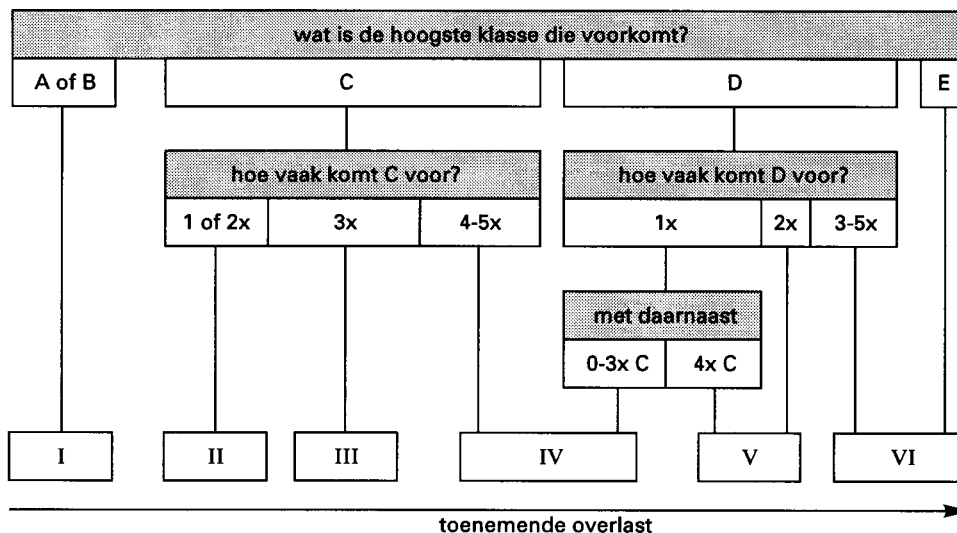 wat is de hoogste klasse die voorkomt?
A of B C D E
hoe vaak komt C voor? hoe vaak komt D voor?
1 of 2x 3x 4-5x 1x 2x 3-5x
met daarnaast
0-3x C 4x C
I II III IV V VI
toenemende overlast